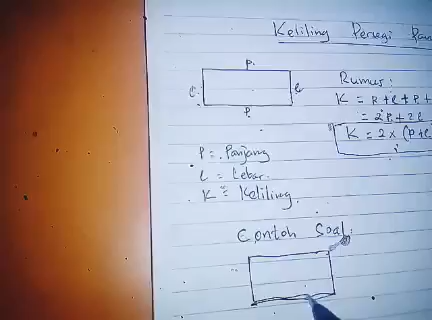 Keliling Persegi
P
l l
P
Rumus:
K = P + l + P +
= 2P + 2l
K = 2 × (P + l
P = Panjang
l = Lebar
K = Keliling
Contoh Soal: